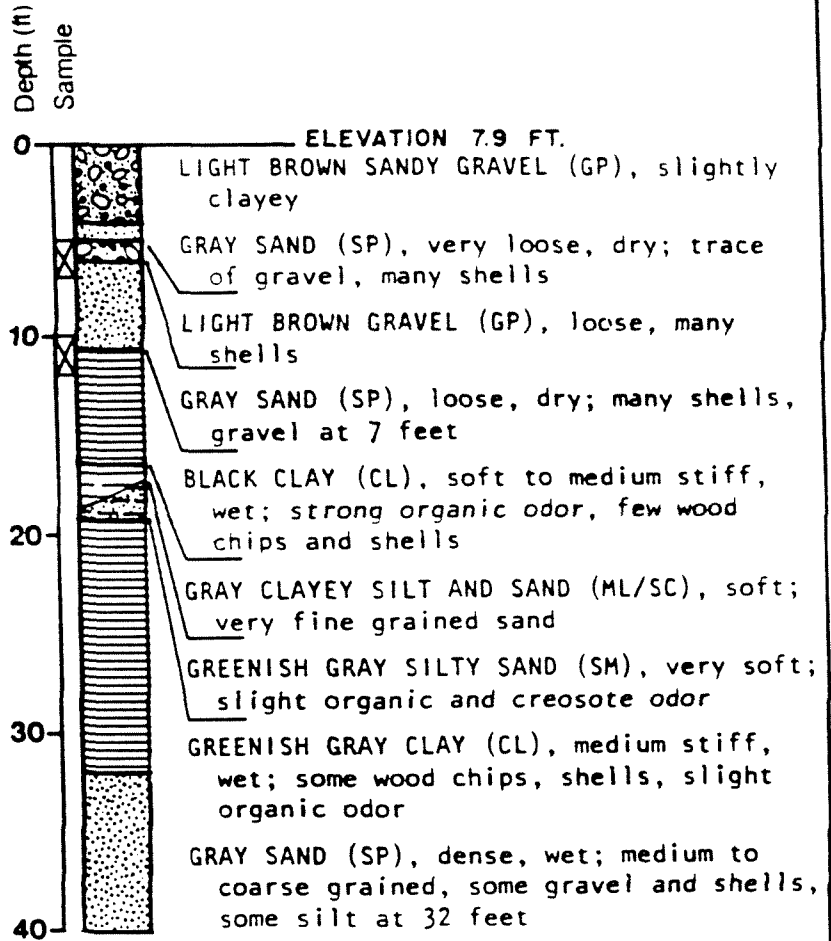 Depth (ft)
Sample
0
ELEVATION 7.9 FT.
LIGHT BROWN SANDY GRAVEL (GP), slightly
clayey
GRAY SAND (SP), very loose, dry; trace
of gravel, many shells
LIGHT BROWN GRAVEL (GP), loose, many
shells
10
GRAY SAND (SP), loose, dry; many shells,
gravel at 7 feet
BLACK CLAY (CL), soft to medium stiff,
wet; strong organic odor, few wood
chips and shells
20
GRAY CLAYEY SILT AND SAND (ML/SC), soft;
very fine grained sand
GREENISH GRAY SILTY SAND (SM), very soft;
slight organic and creosote odor
30
GREENISH GRAY CLAY (CL), medium stiff,
wet; some wood chips, shells, slight
organic odor
GRAY SAND (SP), dense, wet; medium to
coarse grained, some gravel and shells,
some silt at 32 feet
40